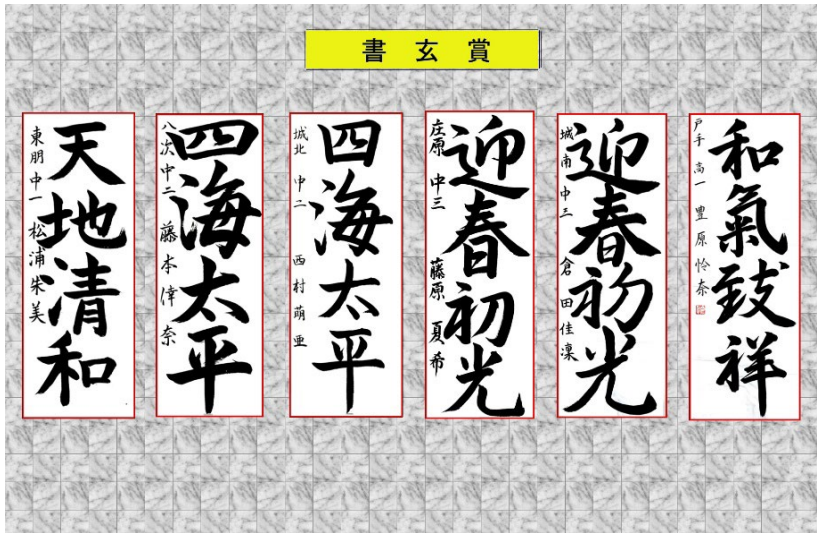 書玄賞
和氣致祥
戸手 高一 豊原怜奈
迎春初光
城南中三 倉田佳凜
迎春初光
庄原 中三 藤原 夏希
四海太平
城北 中二 西村萌亜
四海太平
八次中二 藤本偉奈
天地清和
東朋中一 松浦朱美